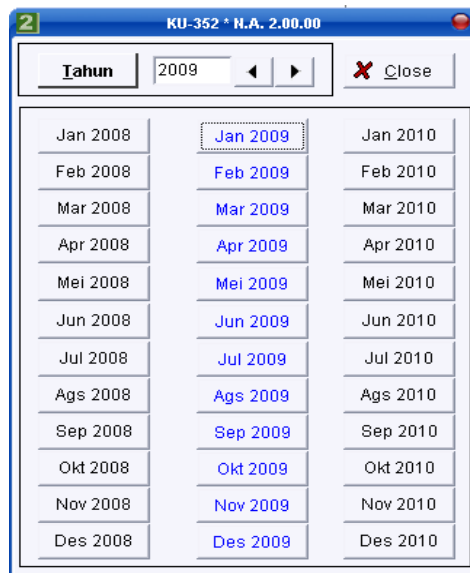 2 KU-352 * N.A. 2.00.00
Tahun 2009 Close
Jan 2008 Jan 2009 Jan 2010
Feb 2008 Feb 2009 Feb 2010
Mar 2008 Mar 2009 Mar 2010
Apr 2008 Apr 2009 Apr 2010
Mei 2008 Mei 2009 Mei 2010
Jun 2008 Jun 2009 Jun 2010
Jul 2008 Jul 2009 Jul 2010
Ags 2008 Ags 2009 Ags 2010
Sep 2008 Sep 2009 Sep 2010
Okt 2008 Okt 2009 Okt 2010
Nov 2008 Nov 2009 Nov 2010
Des 2008 Des 2009 Des 2010